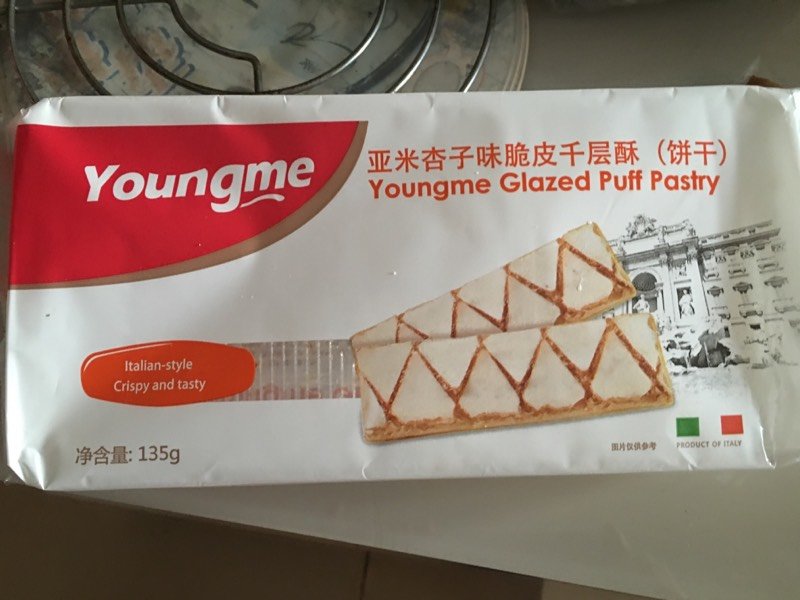 Youngme
亚米杏子味脆皮千层酥（饼干）
Youngme Glazed Puff Pastry
Italian-style
Crispy and tasty
净含量: 135g
图片仅供参考
PRODUCT OF ITALY